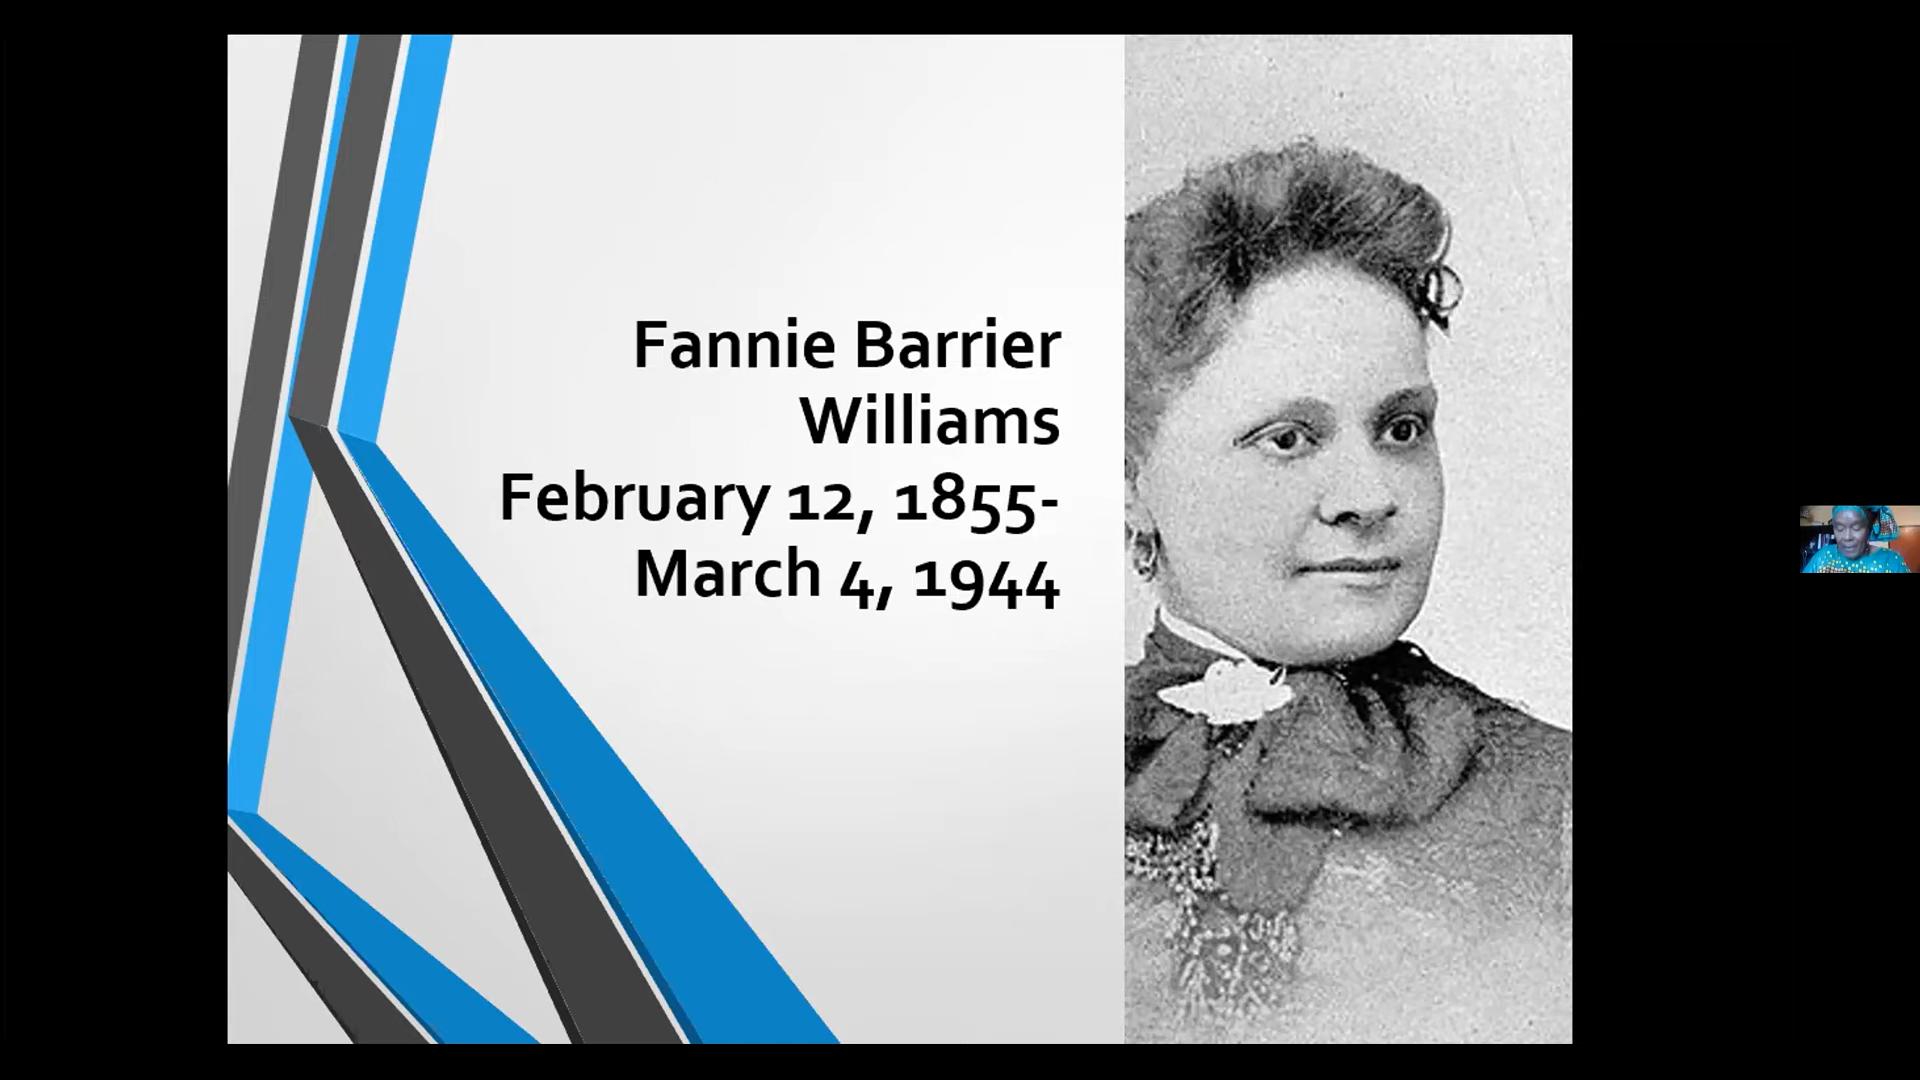 Fannie Barrier
Williams
February 12, 1855-
March 4, 1944